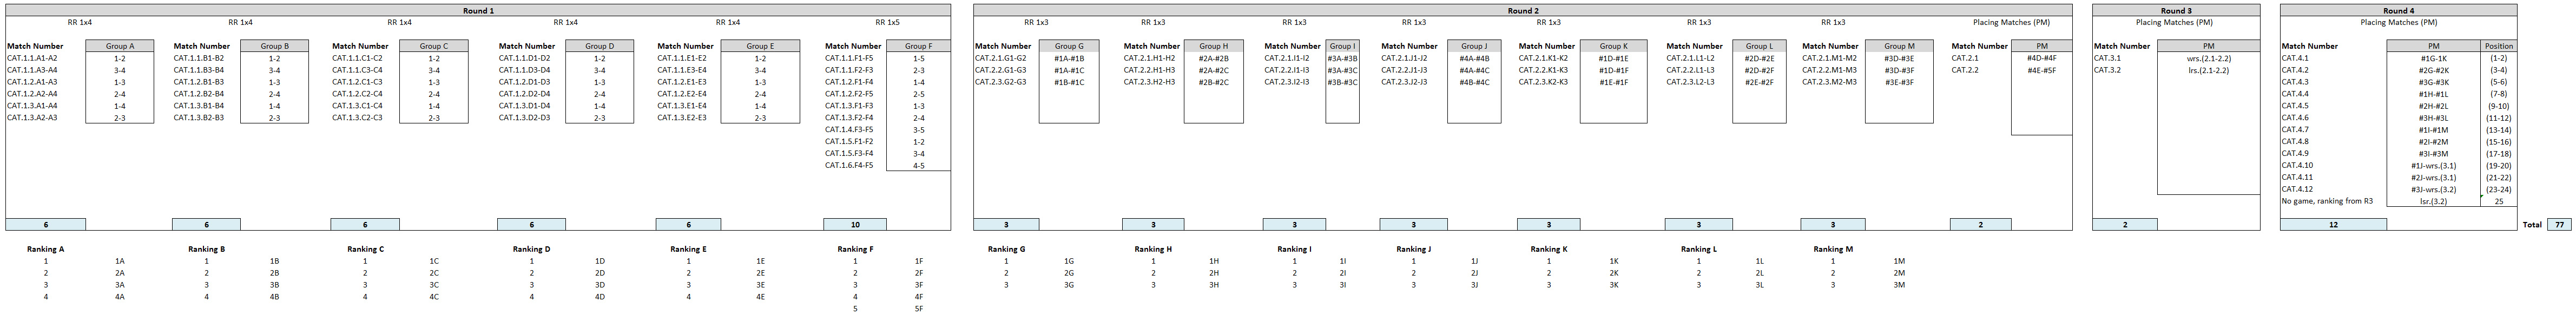 Round 1 Round 2 Round 3 Round 4
RR 1x4 RR 1x4 RR 1x4 RR 1x4 RR 1x4 RR 1x5 RR 1x3 RR 1x3 RR 1x3 RR 1x3 RR 1x3 RR 1x3 RR 1x3 Placing Matches (PM) Placing Matches (PM) Placing Matches (PM)
Match Number Group A Match Number Group B Match Number Group C Match Number Group D Match Number Group E Match Number Group F Match Number Group G Match Number Group H Match Number Group I Match Number Group J Match Number Group K Match Number Group L Match Number Group M Match Number PM Match Number PM Match Number PM Position
CAT.1.1.A1-A2 1-2 CAT.1.1.B1-B2 1-2 CAT.1.1.C1-C2 1-2 CAT.1.1.D1-D2 1-2 CAT.1.1.E1-E2 1-2 CAT.1.1.F1-F5 1-5 CAT.2.1.G1-G2 #1A-#1B CAT.2.1.H1-H2 #2A-#2B CAT.2.1.I1-I2 #3A-#3B CAT.2.1.J1-J2 #4A-#4B CAT.2.1.K1-K2 #1D-#1E CAT.2.1.L1-L2 #2D-#2E CAT.2.1.M1-M2 #3D-#3E CAT.2.1 #4D-#4F CAT.3.1 wrs.(2.1-2.2) CAT.4.1 #1G-1K (1-2)
CAT.1.1.A3-A4 3-4 CAT.1.1.B3-B4 3-4 CAT.1.1.C3-C4 3-4 CAT.1.1.D3-D4 3-4 CAT.1.1.E3-E4 3-4 CAT.1.1.F2-F3 2-3 CAT.2.2.G1-G3 #1A-#1C CAT.2.2.H1-H3 #2A-#2C CAT.2.2.I1-I3 #3A-#3C CAT.2.2.J1-J3 #4A-#4C CAT.2.2.K1-K3 #1D-#1F CAT.2.2.L1-L3 #2D-#2F CAT.2.2.M1-M3 #3D-#3F CAT.2.2 #4E-#5F CAT.3.2 lrs.(2.1-2.2) CAT.4.2 #2G-#2K (3-4)
CAT.1.2.A1-A3 1-3 CAT.1.2.B1-B3 1-3 CAT.1.2.C1-C3 1-3 CAT.1.2.D1-D3 1-3 CAT.1.2.E1-E3 1-3 CAT.1.2.F1-F4 1-4 CAT.2.3.G2-G3 #1B-#1C CAT.2.3.H2-H3 #2B-#2C CAT.2.3.I2-I3 #3B-#3C CAT.2.3.J2-J3 #4B-#4C CAT.2.3.K2-K3 #1E-#1F CAT.2.3.L2-L3 #2E-#2F CAT.2.3.M2-M3 #3E-#3F CAT.4.3 #3G-#3K (5-6)
CAT.1.2.A2-A4 2-4 CAT.1.2.B2-B4 2-4 CAT.1.2.C2-C4 2-4 CAT.1.2.D2-D4 2-4 CAT.1.2.E2-E4 2-4 CAT.1.2.F2-F5 2-5 CAT.4.4 #1H-#1L (7-8)
CAT.1.3.A1-A4 1-4 CAT.1.3.B1-B4 1-4 CAT.1.3.C1-C4 1-4 CAT.1.3.D1-D4 1-4 CAT.1.3.E1-E4 1-4 CAT.1.3.F1-F3 1-3 CAT.4.5 #2H-#2L (9-10)
CAT.1.3.A2-A3 2-3 CAT.1.3.B2-B3 2-3 CAT.1.3.C2-C3 2-3 CAT.1.3.D2-D3 2-3 CAT.1.3.E2-E3 2-3 CAT.1.3.F2-F4 2-4 CAT.4.6 #3H-#3L (11-12)
CAT.1.4.F3-F5 3-5 CAT.4.7 #1I-#1M (13-14)
CAT.1.5.F1-F2 1-2 CAT.4.8 #2I-#2M (15-16)
CAT.1.5.F3-F4 3-4 CAT.4.9 #3I-#3M (17-18)
CAT.1.6.F4-F5 4-5 CAT.4.10 #1J-wrs.(3.1) (19-20)
CAT.4.11 #2J-wrs.(3.1) (21-22)
CAT.4.12 #3J-wrs.(3.2) (23-24)
No game, ranking from R3 lsr.(3.2) 25
6 6 6 6 6 10 3 3 3 3 3 3 3 2 2 12 Total 77
Ranking A Ranking B Ranking C Ranking D Ranking E Ranking F Ranking G Ranking H Ranking I Ranking J Ranking K Ranking L Ranking M
1 1A 1 1B 1 1C 1 1D 1 1E 1 1F 1 1G 1 1H 1 1I 1 1J 1 1K 1 1L 1 1M
2 2A 2 2B 2 2C 2 2D 2 2E 2 2F 2 2G 2 2H 2 2I 2 2J 2 2K 2 2L 2 2M
3 3A 3 3B 3 3C 3 3D 3 3E 3 3F 3 3G 3 3H 3 3I 3 3J 3 3K 3 3L 3 3M
4 4A 4 4B 4 4C 4 4D 4 4E 4 4F
5 5F